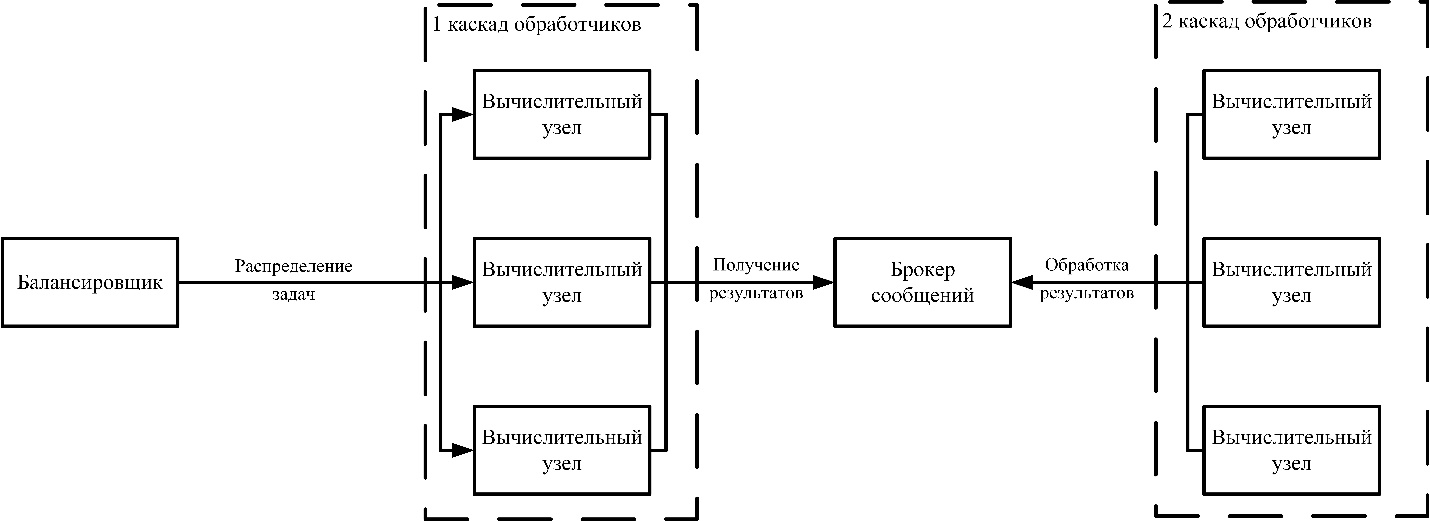 1 каскад обработчиков
Вычислительный
узел
Вычислительный
узел
Вычислительный
узел
Балансировщик
Распределение
задач
Получение
результатов
Брокер
сообщений
Обработка
результатов
2 каскад обработчиков
Вычислительный
узел
Вычислительный
узел
Вычислительный
узел